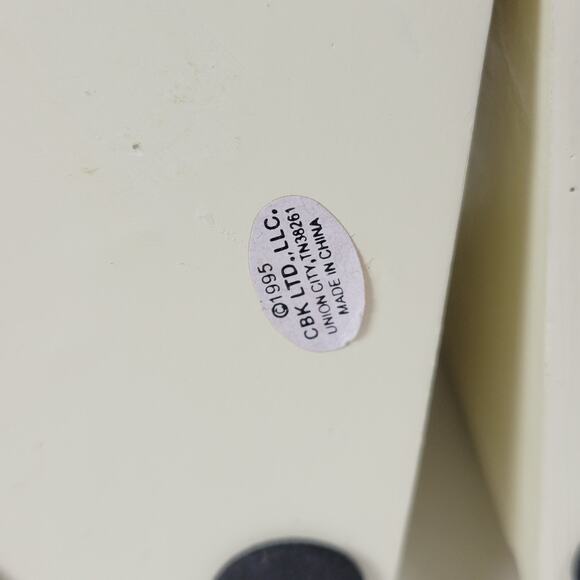 ©1995
CBK LTD., LLC.
UNION CITY, TN38261
MADE IN CHINA